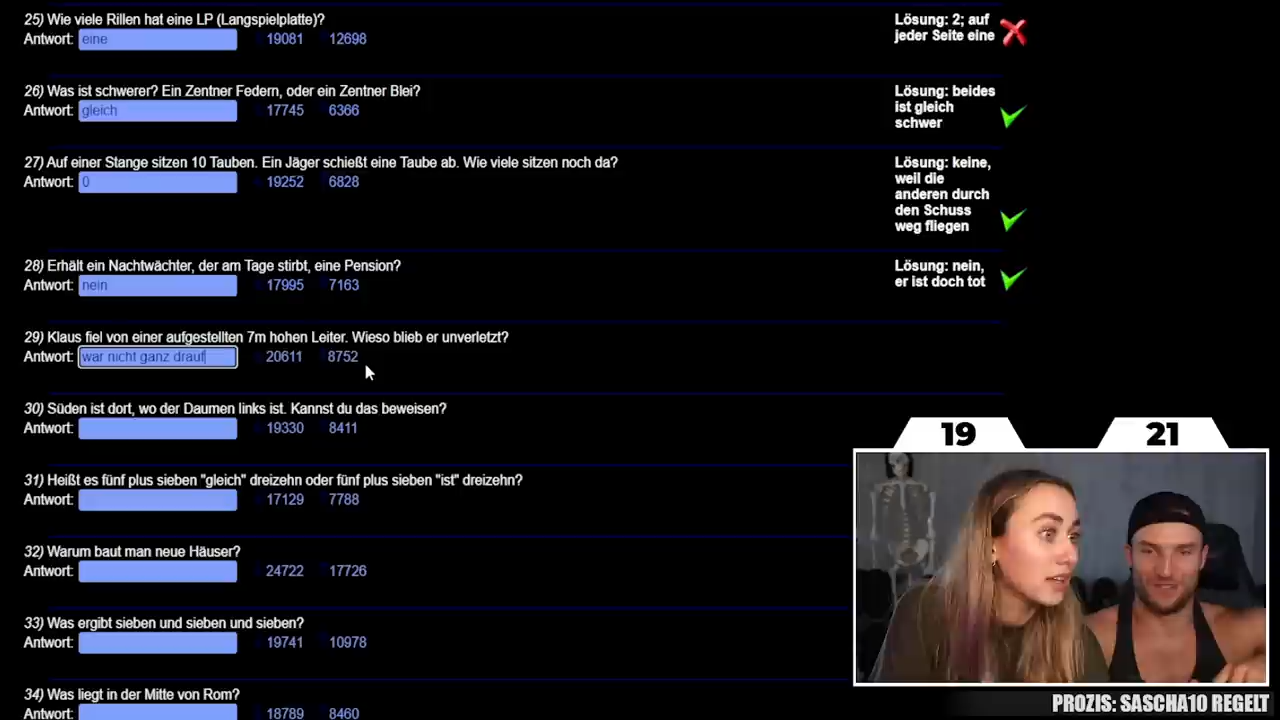 25) Wie viele Rillen hat eine LP (Langspielplatte)?
Antwort: eine 19081 12698
Lösung: 2; auf
jeder Seite eine
26) Was ist schwerer? Ein Zentner Federn, oder ein Zentner Blei?
Antwort: gleich 17745 6366
Lösung: beides
ist gleich
schwer
27) Auf einer Stange sitzen 10 Tauben. Ein Jäger schießt eine Taube ab. Wie viele sitzen noch da?
Antwort: 0 19252 6828
Lösung: keine,
weil die
anderen durch
den Schuss
weg fliegen
28) Erhält ein Nachtwächter, der am Tage stirbt, eine Pension?
Antwort: nein 17995 7163
Lösung: nein,
er ist doch tot
29) Klaus fiel von einer aufgestellten 7m hohen Leiter. Wieso blieb er unverletzt?
Antwort: war nicht ganz drauf 20611 8752
30) Süden ist dort, wo der Daumen links ist. Kannst du das beweisen?
Antwort: 19330 8411
31) Heißt es fünf plus sieben "gleich" dreizehn oder fünf plus sieben "ist" dreizehn?
Antwort: 17129 7788
32) Warum baut man neue Häuser?
Antwort: 24722 17726
33) Was ergibt sieben und sieben und sieben?
Antwort: 19741 10978
34) Was liegt in der Mitte von Rom?
Antwort: 18789 8460
19 21
PROZIS: SASCHA10 REGELT